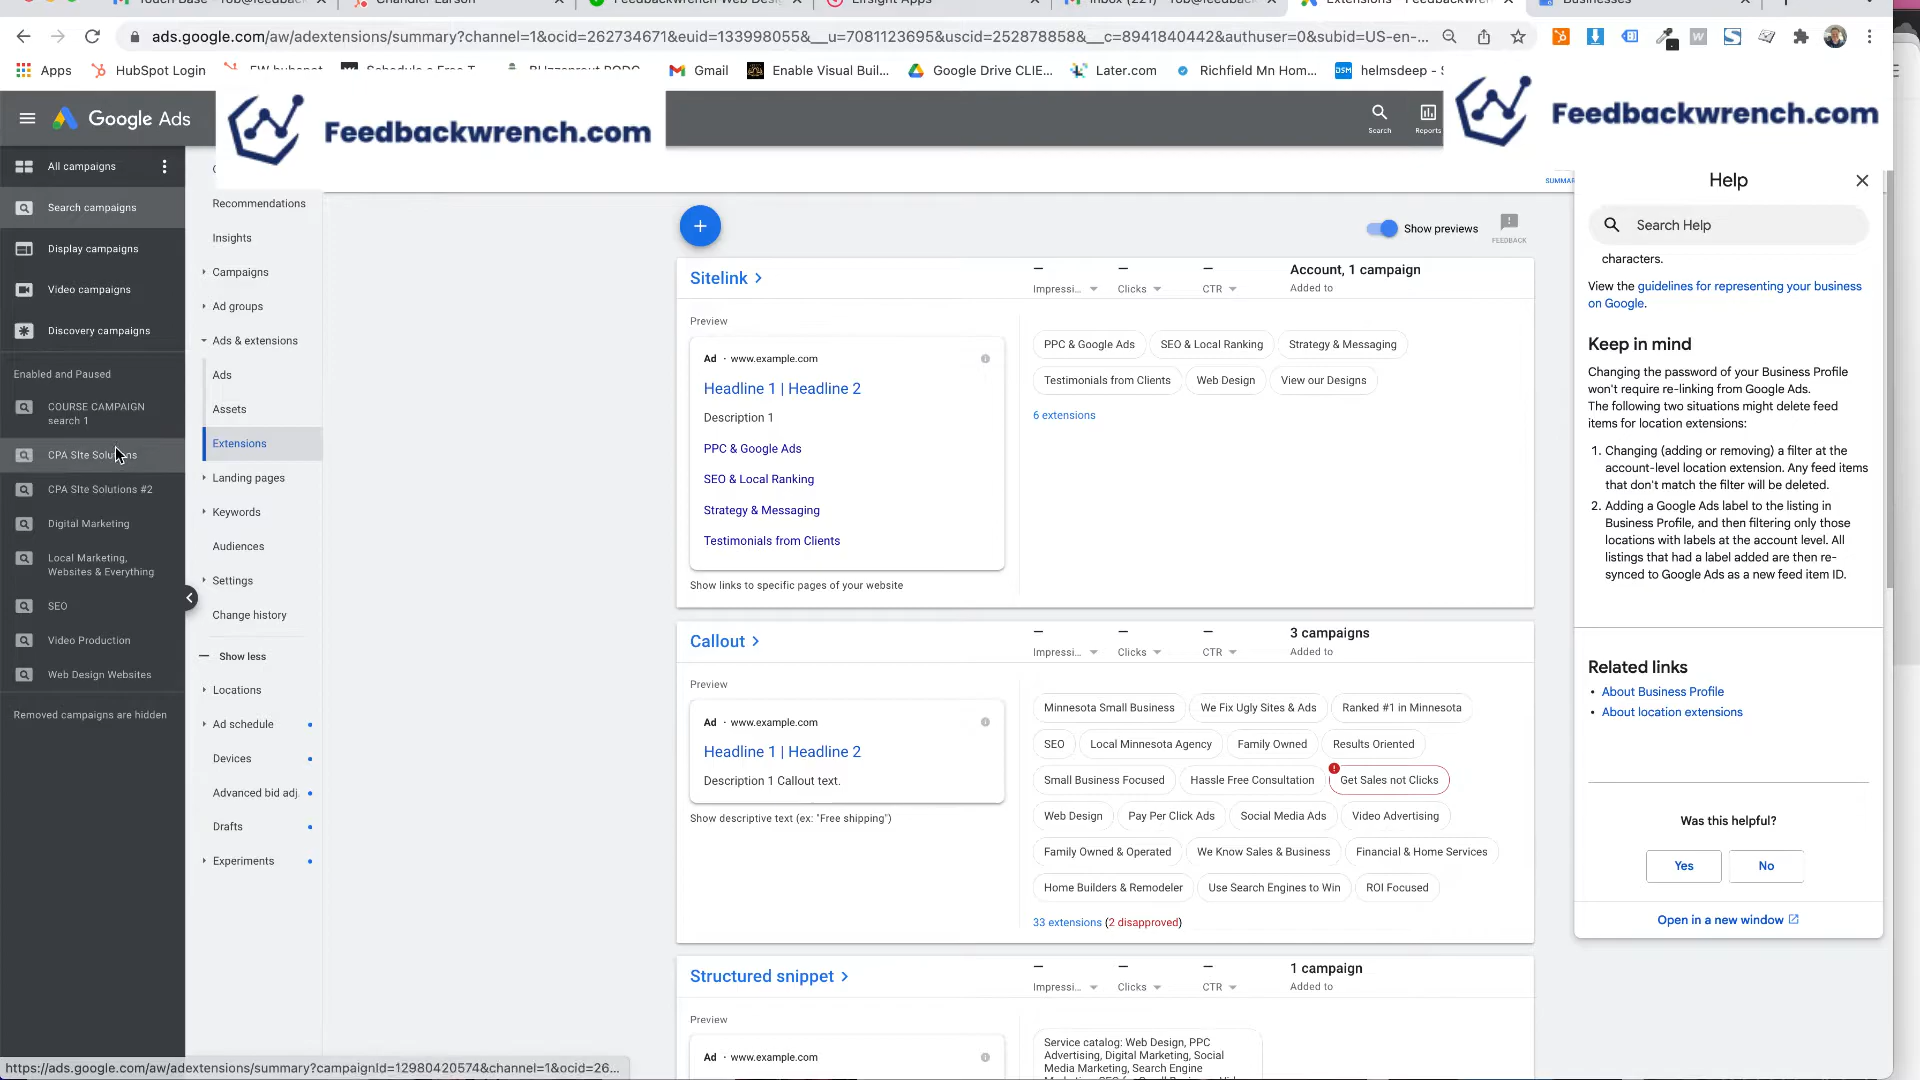 Touch Base - rob@feedback
Chandler Larson
Inbox (221)
Extensions - Feedbackwrench
Businesses
ads.google.com/aw/adextensions/summary?channel=1&ocid=262734671&euid=133998055&__u=7081123695&uscid=252878858&__c=8941840442&authuser=0&subid=US-en-...
Apps
HubSpot Login
Gmail
Enable Visual Buil...
Google Drive CLIE...
Later.com
Richfield Mn Hom...
DSM
helmsdeep -
Google Ads
Feedbackwrench.com
Search
Reports
Feedbackwrench.com
All campaigns
Search campaigns
Display campaigns
Video campaigns
Discovery campaigns
Enabled and Paused
COURSE CAMPAIGN
search 1
CPA SIte Solutions
CPA SIte Solutions #2
Digital Marketing
Local Marketing,
Websites & Everything
SEO
Video Production
Web Design Websites
Removed campaigns are hidden
Recommendations
Insights
Campaigns
Ad groups
Ads & extensions
Ads
Assets
Extensions
Landing pages
Keywords
Audiences
Settings
Change history
Show less
Locations
Ad schedule
Devices
Advanced bid adj.
Drafts
Experiments
SUMMAR
+
Show previews
FEEDBACK
Sitelink >
— — — Account, 1 campaign
Impressi... Clicks CTR Added to
Preview
Ad · www.example.com
Headline 1 | Headline 2
Description 1
PPC & Google Ads
SEO & Local Ranking
Strategy & Messaging
Testimonials from Clients
Show links to specific pages of your website
PPC & Google Ads SEO & Local Ranking Strategy & Messaging
Testimonials from Clients Web Design View our Designs
6 extensions
Callout >
— — — 3 campaigns
Impressi... Clicks CTR Added to
Preview
Ad · www.example.com
Headline 1 | Headline 2
Description 1 Callout text.
Show descriptive text (ex: "Free shipping")
Minnesota Small Business We Fix Ugly Sites & Ads Ranked #1 in Minnesota
SEO Local Minnesota Agency Family Owned Results Oriented
Small Business Focused Hassle Free Consultation Get Sales not Clicks
Web Design Pay Per Click Ads Social Media Ads Video Advertising
Family Owned & Operated We Know Sales & Business Financial & Home Services
Home Builders & Remodeler Use Search Engines to Win ROI Focused
33 extensions (2 disapproved)
Structured snippet >
— — — 1 campaign
Impressi... Clicks CTR Added to
Preview
Ad · www.example.com
Service catalog: Web Design, PPC
Advertising, Digital Marketing, Social
Media Marketing, Search Engine
Help
Search Help
characters.
View the guidelines for representing your business
on Google.
Keep in mind
Changing the password of your Business Profile
won't require re-linking from Google Ads.
The following two situations might delete feed
items for location extensions:
1. Changing (adding or removing) a filter at the
account-level location extension. Any feed items
that don't match the filter will be deleted.
2. Adding a Google Ads label to the listing in
Business Profile, and then filtering only those
locations with labels at the account level. All
listings that had a label added are then re-
synced to Google Ads as a new feed item ID.
Related links
• About Business Profile
• About location extensions
Was this helpful?
Yes No
Open in a new window
https://ads.google.com/aw/adextensions/summary?campaignId=12980420574&channel=1&ocid=26...